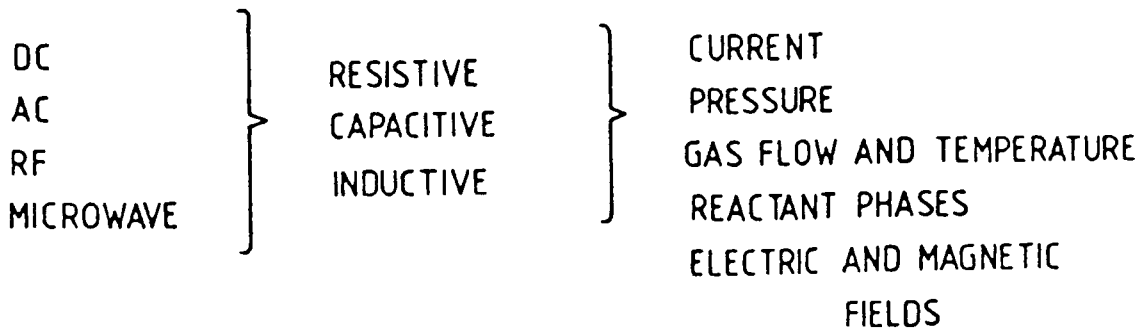 DC
AC
RF
MICROWAVE
RESISTIVE
CAPACITIVE
INDUCTIVE
CURRENT
PRESSURE
GAS FLOW AND TEMPERATURE
REACTANT PHASES
ELECTRIC AND MAGNETIC
FIELDS